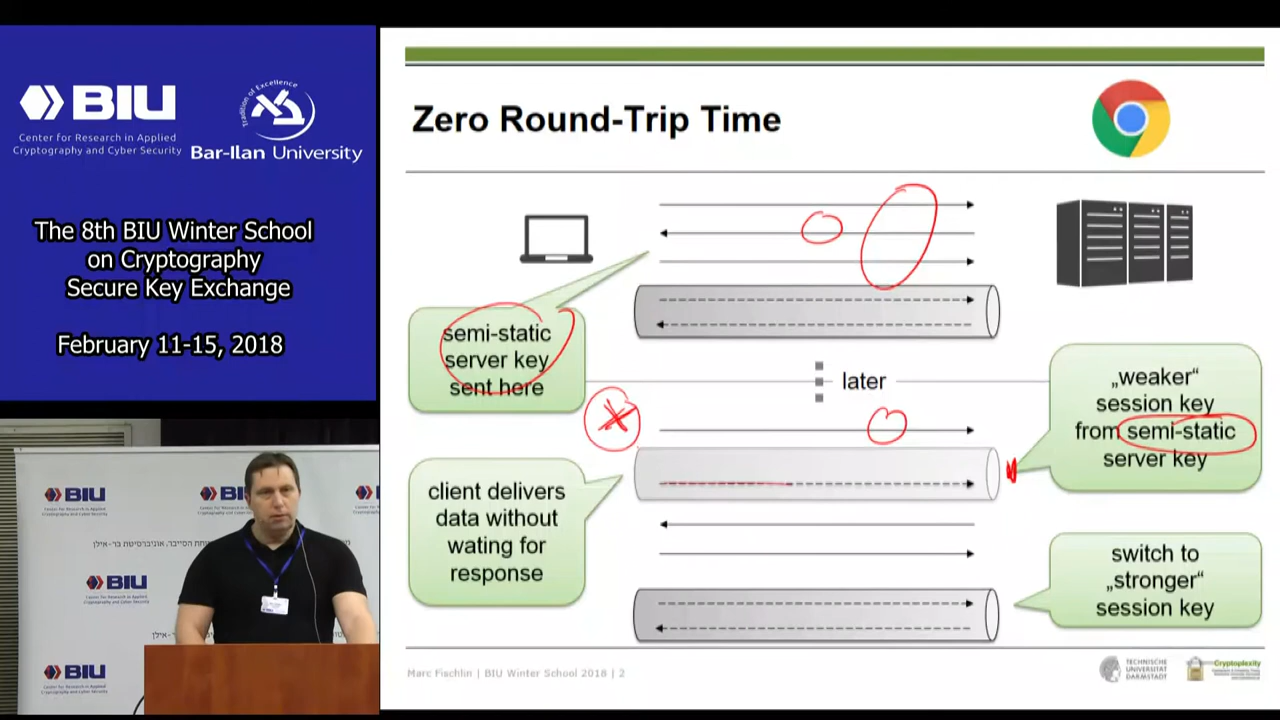 BIU
Center for Research in Applied
Cryptography and Cyber Security
Tradition of Excellence
Bar-Ilan University
The 8th BIU Winter School
on Cryptography
Secure Key Exchange
February 11-15, 2018
Zero Round-Trip Time
semi-static
server key
sent here
later
„weaker“
session key
from semi-static
server key
client delivers
data without
wating for
response
switch to
„stronger“
session key
Marc Fischlin | BIU Winter School 2018 | 2
TECHNISCHE
UNIVERSITÄT
DARMSTADT
Cryptoplexity
BIU
BIU
BIU
BIU
אוניברסיטת בר-אילן